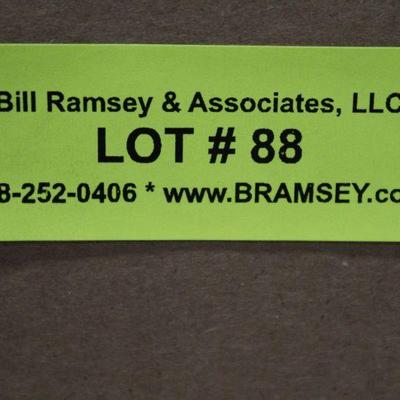 Bill Ramsey & Associates, LLC
LOT # 88
8-252-0406 * www.BRAMSEY.co